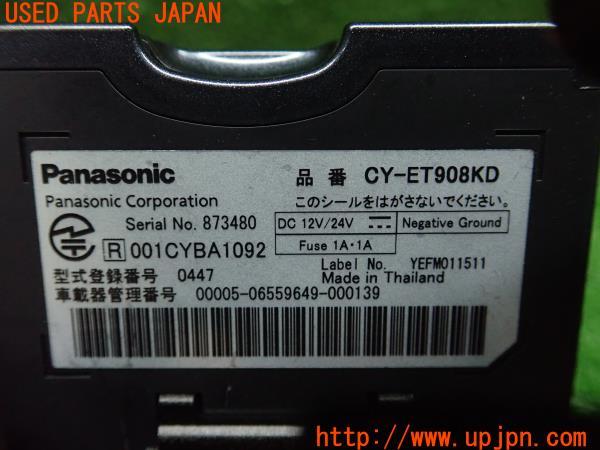 USED PARTS JAPAN
Panasonic
品番 CY-ET908KD
Panasonic Corporation
このシールをはがさないでください。
Serial No. 873480
DC 12V/24V
Negative Ground
Fuse 1A・1A
R 001CYBA1092
Label No. YEFM011511
型式登録番号 0447
Made in Thailand
車載器管理番号 00005-06559649-000139
http://www.upjpn.com/